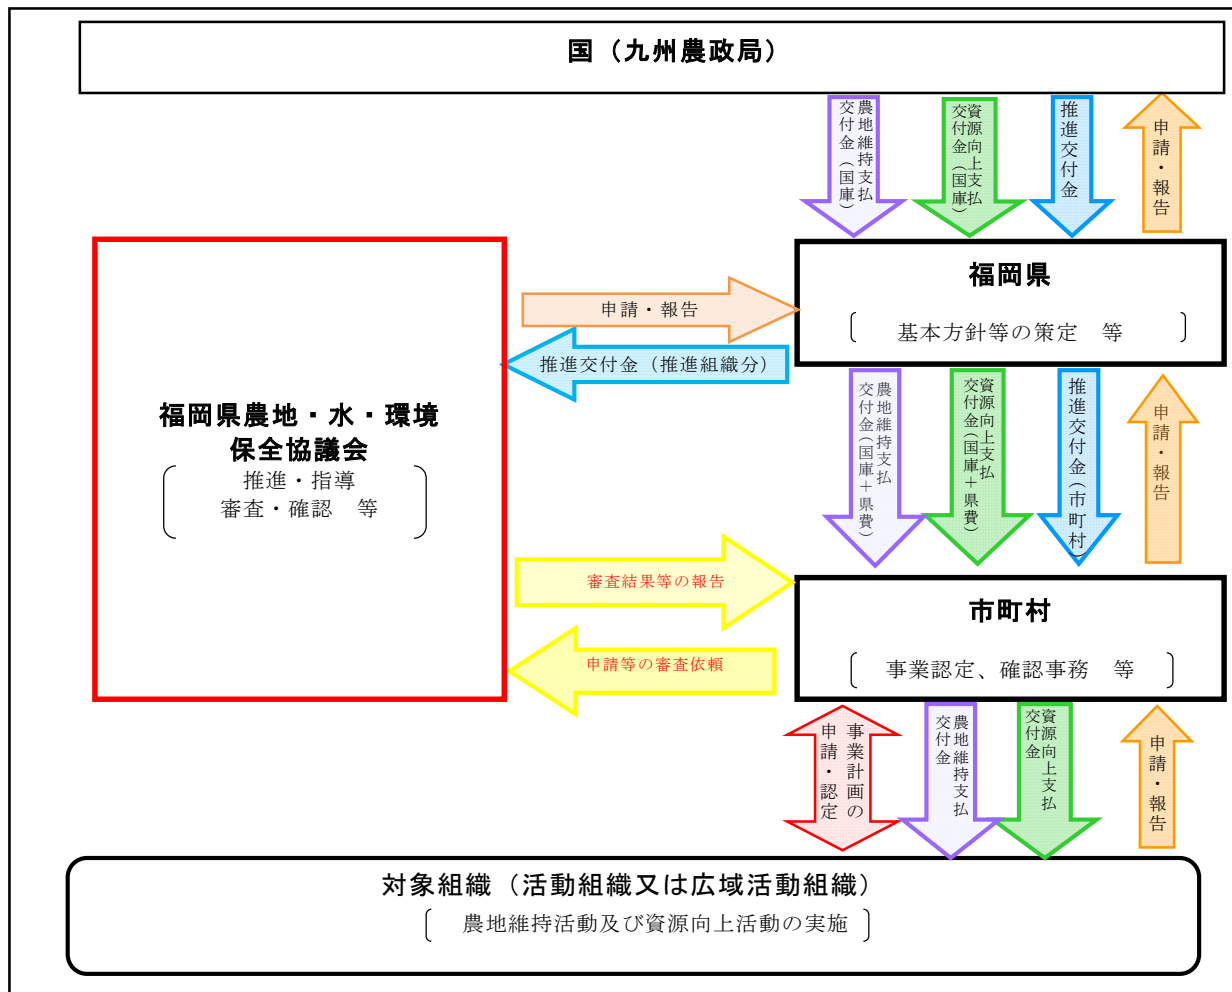 国（九州農政局）
農地維持支払
交付金（国庫）
資源向上支払
交付金（国庫）
推進交付金
申請・報告
福岡県
基本方針等の策定　等
申請・報告
推進交付金（推進組織分）
福岡県農地・水・環境
保全協議会
推進・指導
審査・確認　等
農地維持支払
交付金（国庫＋県費）
資源向上支払
交付金（国庫＋県費）
推進交付金（市町村）
申請・報告
審査結果等の報告
申請等の審査依頼
市町村
事業認定、確認事務　等
事業計画の
申請・認定
農地維持支払
交付金
資源向上支払
交付金
申請・報告
対象組織（活動組織又は広域活動組織）
農地維持活動及び資源向上活動の実施